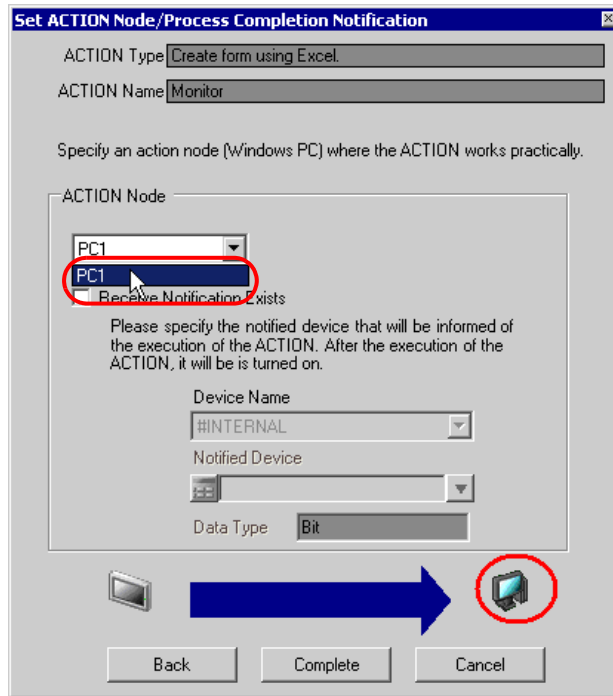 Set ACTION Node/Process Completion Notification
ACTION Type Create form using Excel.
ACTION Name Monitor
Specify an action node (Windows PC) where the ACTION works practically.
ACTION Node
PC1
PC1
Receive Notification Exists
Please specify the notified device that will be informed of
the execution of the ACTION. After the execution of the
ACTION, it will be is turned on.
Device Name
#INTERNAL
Notified Device
Data Type Bit
Back Complete Cancel